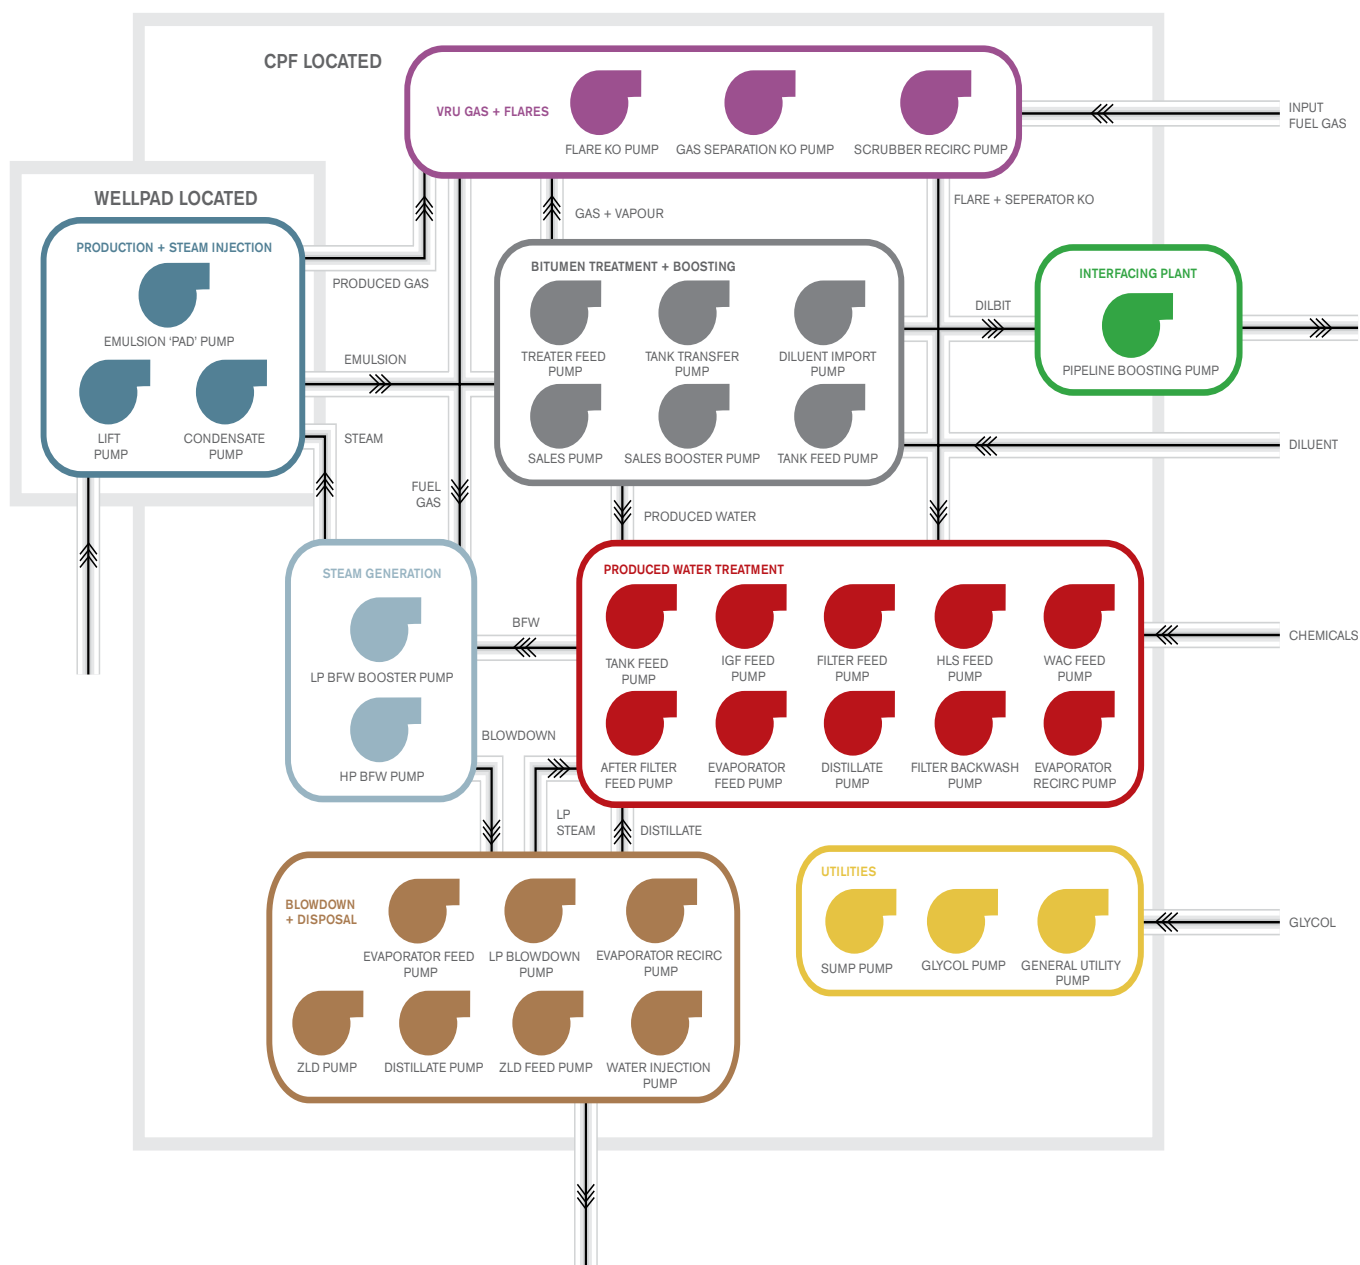 CPF LOCATED
VRU GAS + FLARES
FLARE KO PUMP
GAS SEPARATION KO PUMP
SCRUBBER RECIRC PUMP
INPUT
FUEL GAS
WELLPAD LOCATED
PRODUCTION + STEAM INJECTION
EMULSION ‘PAD’ PUMP
LIFT
PUMP
CONDENSATE
PUMP
PRODUCED GAS
GAS + VAPOUR
FLARE + SEPERATOR KO
EMULSION
STEAM
FUEL
GAS
BITUMEN TREATMENT + BOOSTING
TREATER FEED
PUMP
TANK TRANSFER
PUMP
DILUENT IMPORT
PUMP
SALES PUMP
SALES BOOSTER PUMP
TANK FEED PUMP
DILBIT
INTERFACING PLANT
PIPELINE BOOSTING PUMP
DILUENT
PRODUCED WATER
STEAM GENERATION
LP BFW BOOSTER PUMP
HP BFW PUMP
BFW
BLOWDOWN
PRODUCED WATER TREATMENT
TANK FEED
PUMP
IGF FEED
PUMP
FILTER FEED
PUMP
HLS FEED
PUMP
WAC FEED
PUMP
AFTER FILTER
FEED PUMP
EVAPORATOR
FEED PUMP
DISTILLATE
PUMP
FILTER BACKWASH
PUMP
EVAPORATOR
RECIRC PUMP
CHEMICALS
LP
STEAM
DISTILLATE
BLOWDOWN
+ DISPOSAL
EVAPORATOR FEED
PUMP
LP BLOWDOWN
PUMP
EVAPORATOR RECIRC
PUMP
ZLD PUMP
DISTILLATE PUMP
ZLD FEED PUMP
WATER INJECTION
PUMP
UTILITIES
SUMP PUMP
GLYCOL PUMP
GENERAL UTILITY
PUMP
GLYCOL